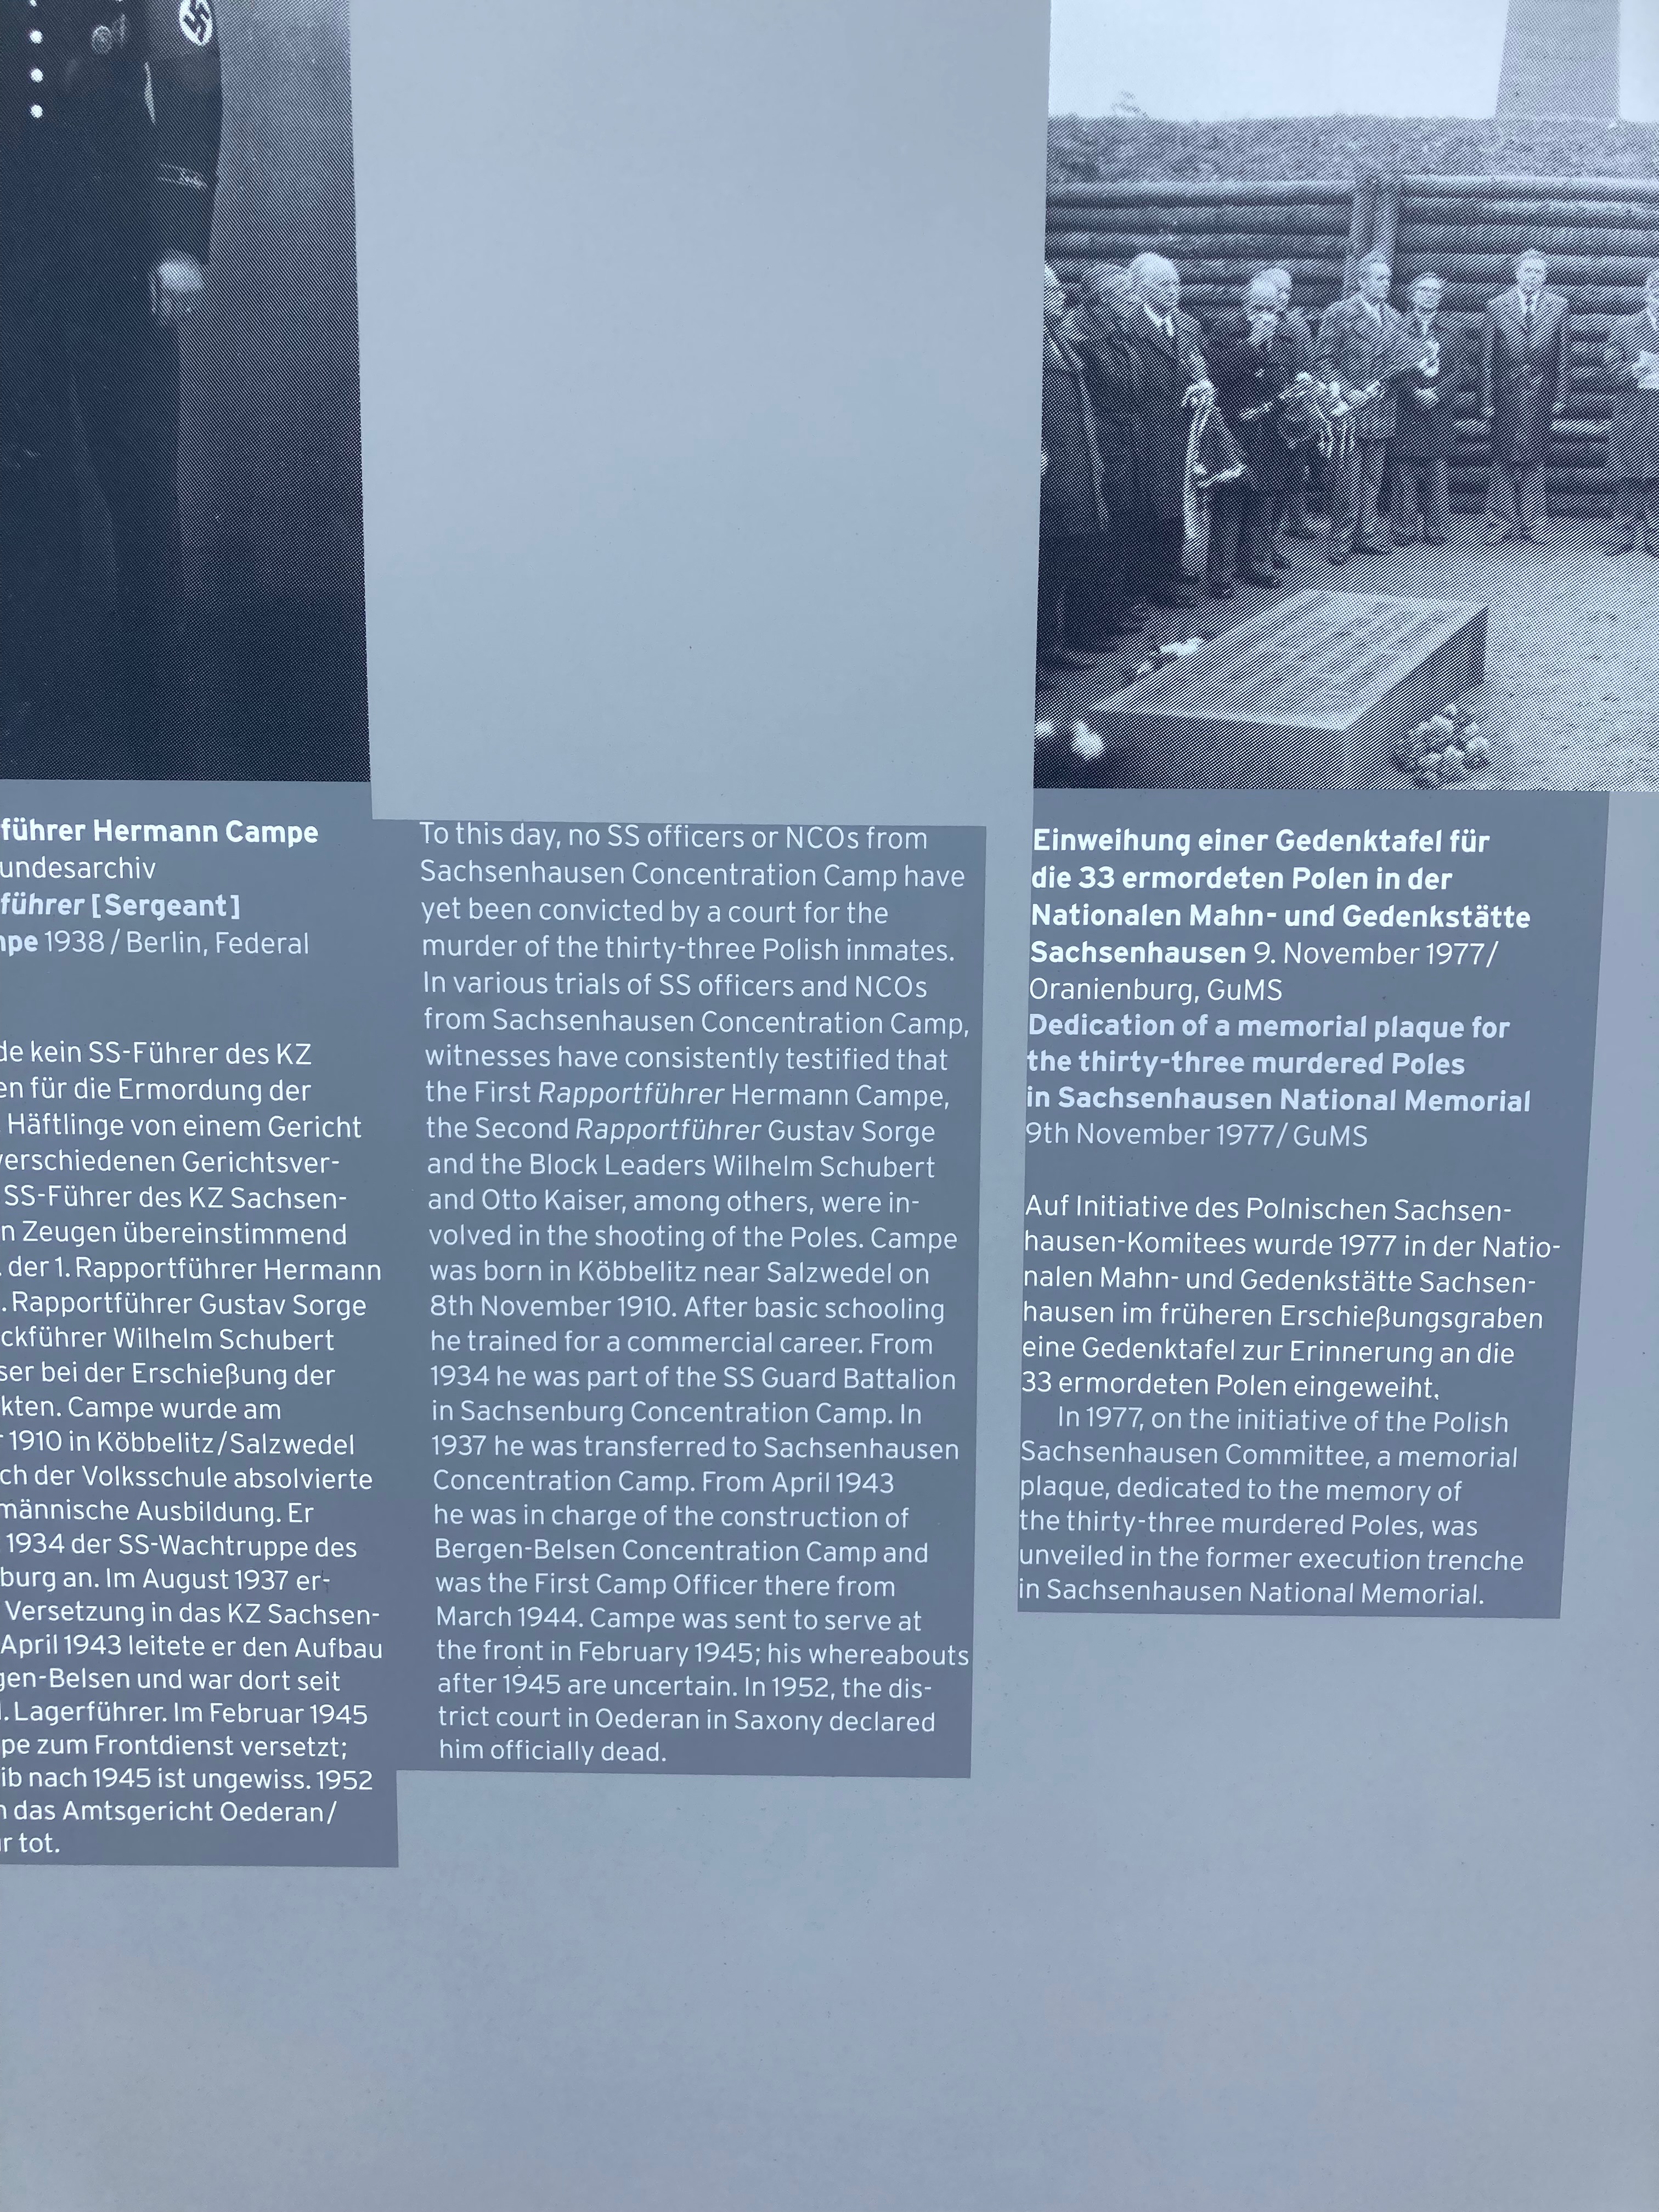 führer Hermann Campe
undesarchiv
führer [Sergeant]
1938 / Berlin, Federal
kein SS-Führer des KZ
für die Ermordung der
Häftlinge von einem Gericht
verschiedenen Gerichtsver-
SS-Führer des KZ Sachsen-
Zeugen übereinstimmend
der 1. Rapportführer Hermann
. Rapportführer Gustav Sorge
ckführer Wilhelm Schubert
ser bei der Erschießung der
kten. Campe wurde am
1910 in Köbbelitz/Salzwedel
ch der Volksschule absolvierte
männische Ausbildung. Er
1934 der SS-Wachtruppe des
burg an. Im August 1937 er-
Versetzung in das KZ Sachsen-
April 1943 leitete er den Aufbau
gen-Belsen und war dort seit
. Lagerführer. Im Februar 1945
pe zum Frontdienst versetzt;
ib nach 1945 ist ungewiss. 1952
das Amtsgericht Oederan/
r tot.
To this day, no SS officers or NCOs from
Sachsenhausen Concentration Camp have
yet been convicted by a court for the
murder of the thirty-three Polish inmates.
In various trials of SS officers and NCOs
from Sachsenhausen Concentration Camp,
witnesses have consistently testified that
the First Rapportführer Hermann Campe,
the Second Rapportführer Gustav Sorge
and the Block Leaders Wilhelm Schubert
and Otto Kaiser, among others, were in-
volved in the shooting of the Poles. Campe
was born in Köbbelitz near Salzwedel on
8th November 1910. After basic schooling
he trained for a commercial career. From
1934 he was part of the SS Guard Battalion
in Sachsenburg Concentration Camp. In
1937 he was transferred to Sachsenhausen
Concentration Camp. From April 1943
he was in charge of the construction of
Bergen-Belsen Concentration Camp and
was the First Camp Officer there from
March 1944. Campe was sent to serve at
the front in February 1945; his whereabouts
after 1945 are uncertain. In 1952, the dis-
trict court in Oederan in Saxony declared
him officially dead.
Einweihung einer Gedenktafel für
die 33 ermordeten Polen in der
Nationalen Mahn- und Gedenkstätte
Sachsenhausen 9. November 1977/
Oranienburg, GuMS
Dedication of a memorial plaque for
the thirty-three murdered Poles
in Sachsenhausen National Memorial
9th November 1977/ GuMS
Auf Initiative des Polnischen Sachsen-
hausen-Komitees wurde 1977 in der Natio-
nalen Mahn- und Gedenkstätte Sachsen-
hausen im früheren Erschießungsgraben
eine Gedenktafel zur Erinnerung an die
33 ermordeten Polen eingeweiht.
In 1977, on the initiative of the Polish
Sachsenhausen Committee, a memorial
plaque, dedicated to the memory of
the thirty-three murdered Poles, was
unveiled in the former execution trenche
in Sachsenhausen National Memorial.